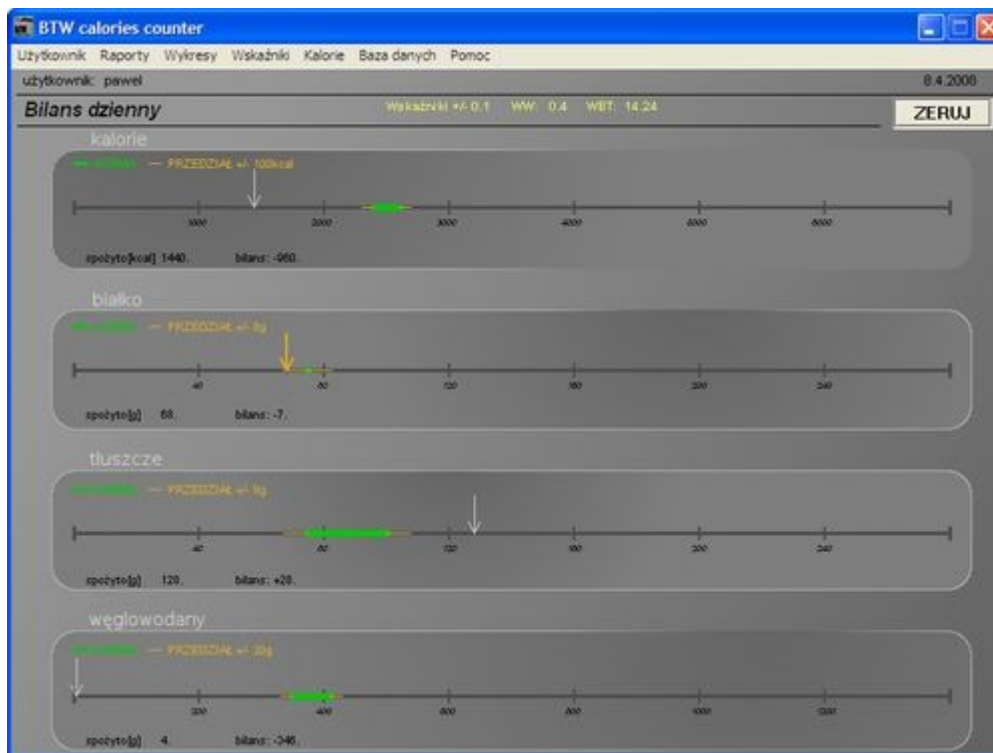 BTW calories counter
Użytkownik Raporty Wykresy Wskaźniki Kalorie Baza danych Pomoc
użytkownik: pawel 8.4.2008
Bilans dzienny Wskaźniki +/- 0.1 WW: 0.4 WBT: 14.24 ZERUJ
kalorie
— PRZEDZIAŁ +/- 100kcal
1000 2000 3000 4000 5000 6000
spożyto[kcal] 1440. bilans: -960.
białko
— PRZEDZIAŁ +/-
40 80 120 160 200 240
spożyto[g] 68. bilans: -7.
tłuszcze
— PRZEDZIAŁ +/-
40 80 120 160 200 240
spożyto[g] 128. bilans: +28.
węglowodany
— PRZEDZIAŁ +/- 20g
200 400 600 800 1000 1200
spożyto[g] 4. bilans: -346.